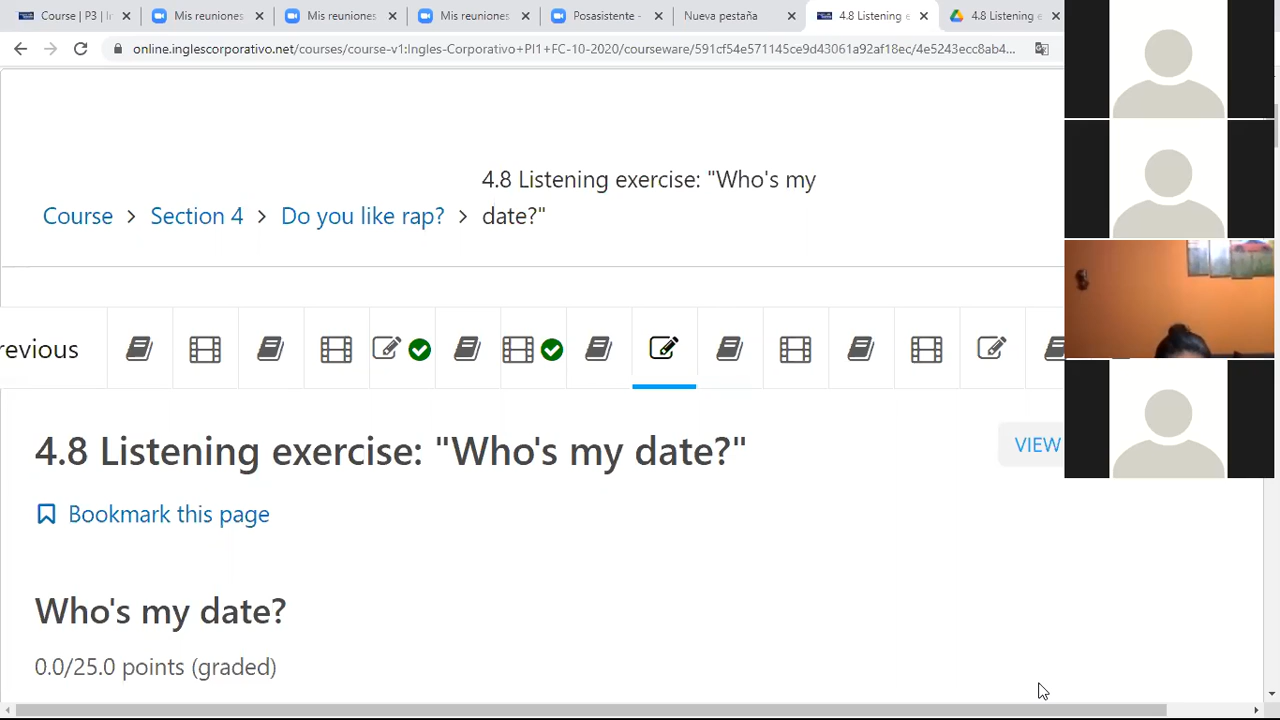 Course | P3 | I
Mis reuniones
Mis reuniones
Mis reuniones
Posasistente -
Nueva pestaña
4.8 Listening e
4.8 Listening e
online.inglescorporativo.net/courses/course-v1:Ingles-Corporativo+PI1+FC-10-2020/courseware/591cf54e571145ce9d43061a92af18ec/4e5243ecc8ab4...
4.8 Listening exercise: "Who's my
Course > Section 4 > Do you like rap? > date?"
revious
4.8 Listening exercise: "Who's my date?"
VIEW
Bookmark this page
Who's my date?
0.0/25.0 points (graded)